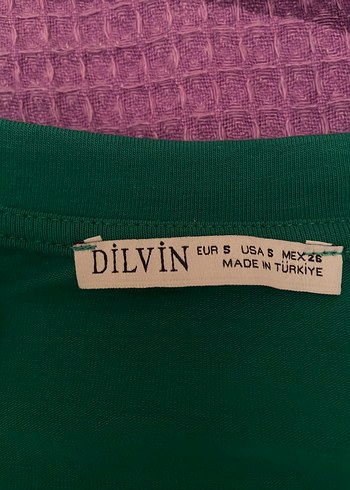 DİLVİN
EUR S USA S MEX 26
MADE IN TÜRKİYE